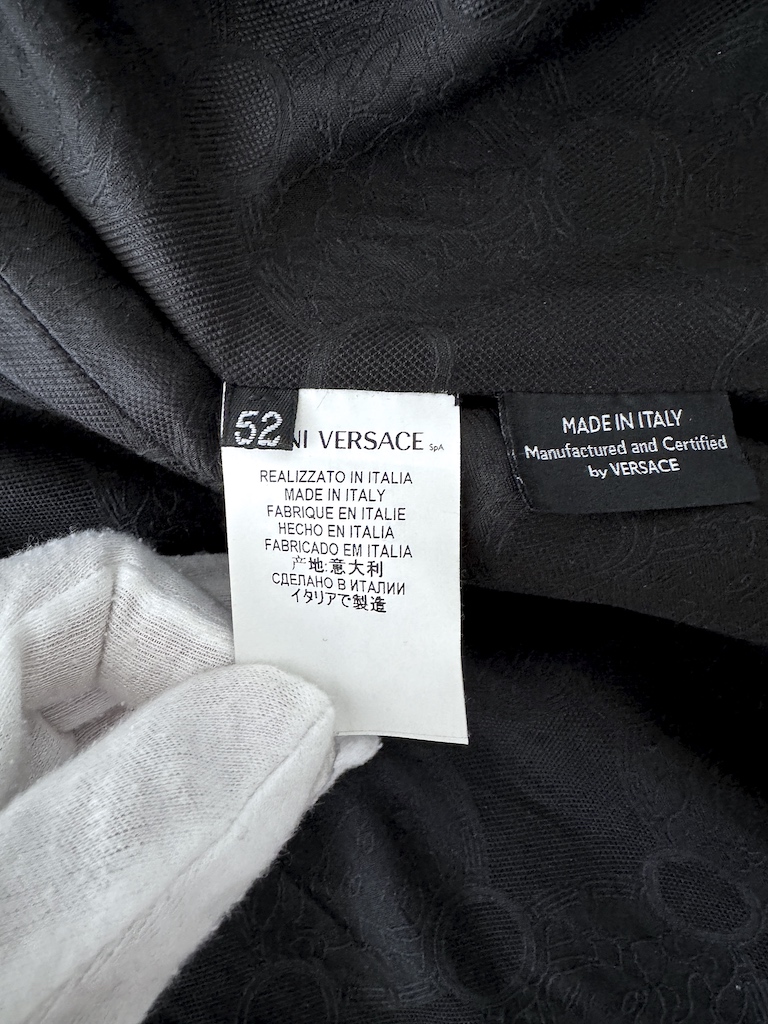 52
NI VERSACE SpA
REALIZZATO IN ITALIA
MADE IN ITALY
FABRIQUE EN ITALIE
HECHO EN ITALIA
FABRICADO EM ITALIA
产地:意大利
СДЕЛАНО В ИТАЛИИ
イタリアで製造
MADE IN ITALY
Manufactured and Certified
by VERSACE